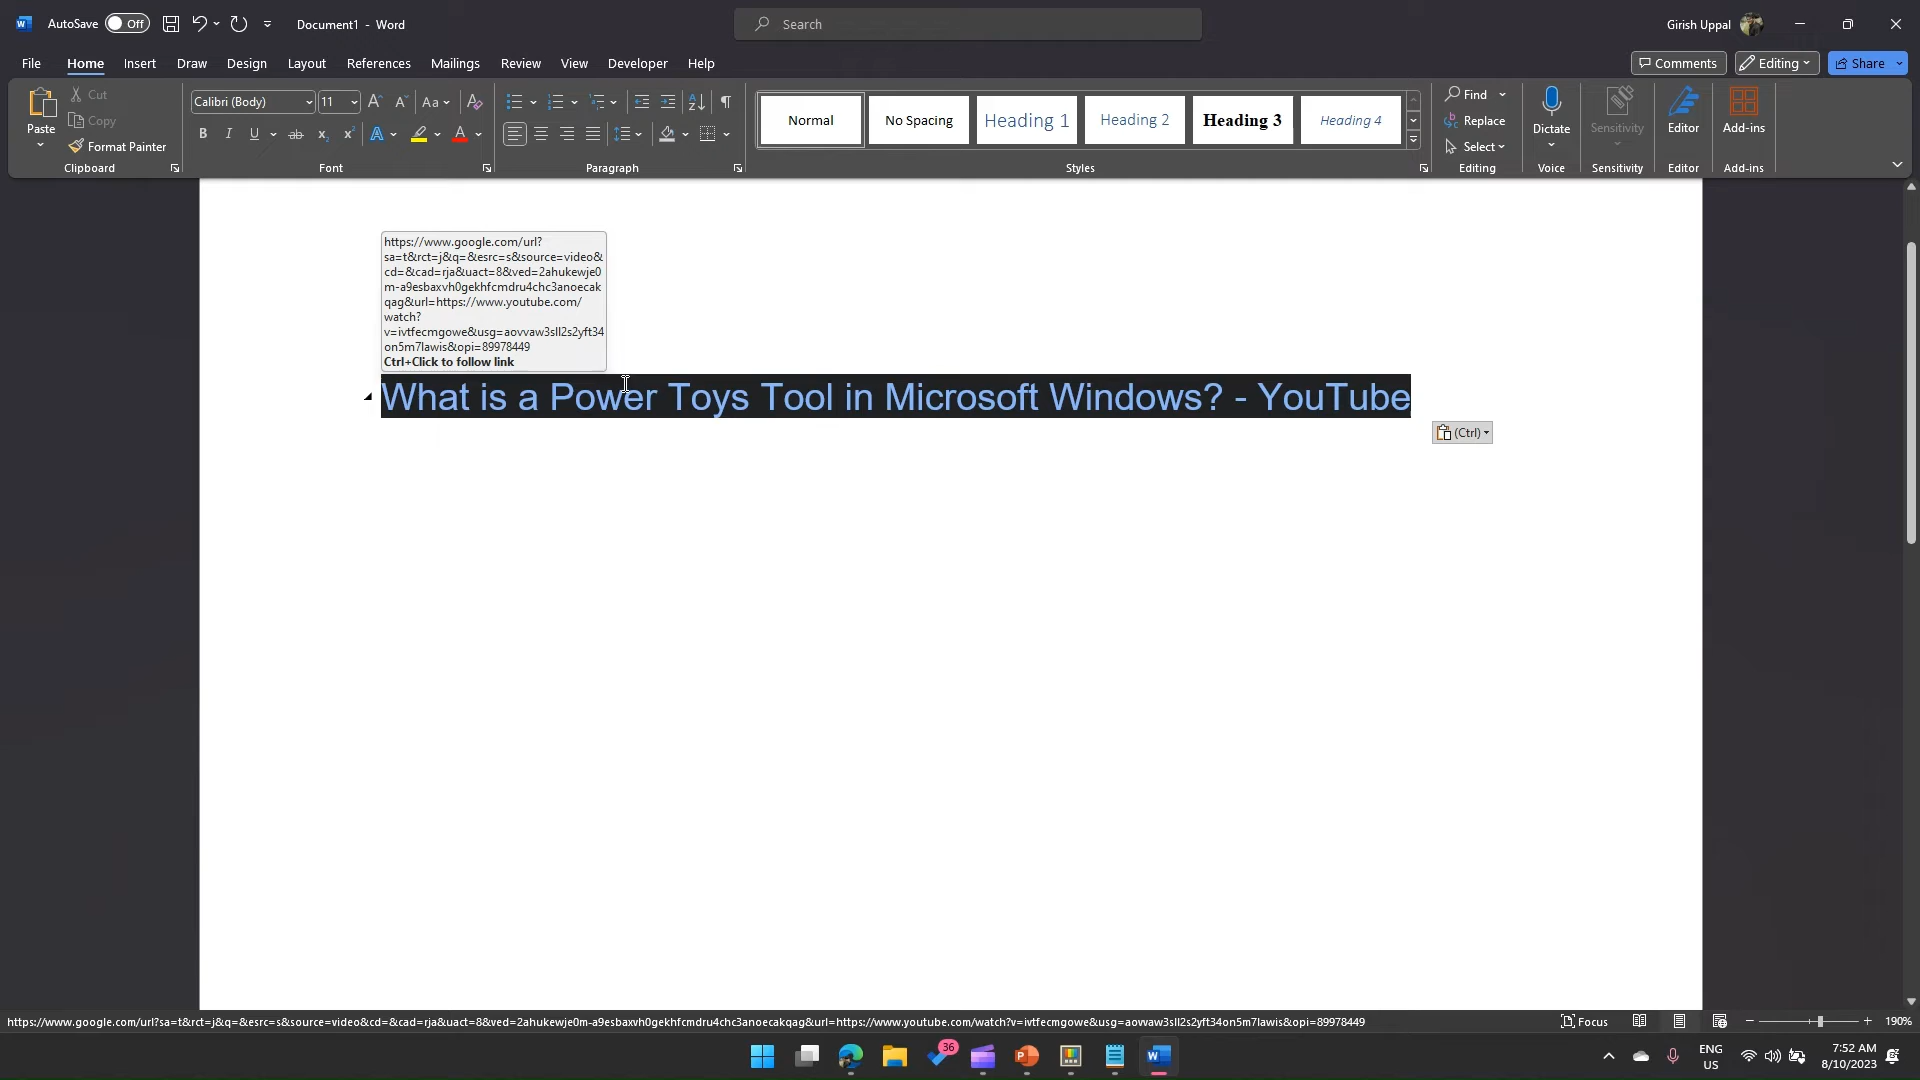 AutoSave Off Document1 - Word Search Girish Uppal
File Home Insert Draw Design Layout References Mailings Review View Developer Help Comments Editing Share
Paste Cut Copy Format Painter Clipboard
Calibri (Body) 11 Aa Font
Paragraph
Normal No Spacing Heading 1 Heading 2 Heading 3 Heading 4 Styles
Find Replace Select Editing
Dictate Voice
Sensitivity Sensitivity
Editor Editor
Add-ins Add-ins
https://www.google.com/url?
sa=t&rct=j&q=&esrc=s&source=video&
cd=&cad=rja&uact=8&ved=2ahukewje0
m-a9esbaxvh0gekhfcmdru4chc3anoecak
qag&url=https://www.youtube.com/
watch?
v=ivtfecmgowe&usg=aovvaw3sll2s2yft34
on5m7lawis&opi=89978449
Ctrl+Click to follow link
What is a Power Toys Tool in Microsoft Windows? - YouTube
(Ctrl)
https://www.google.com/url?sa=t&rct=j&q=&esrc=s&source=video&cd=&cad=rja&uact=8&ved=2ahukewje0m-a9esbaxvh0gekhfcmdru4chc3anoecakqag&url=https://www.youtube.com/watch?v=ivtfecmgowe&usg=aovvaw3sll2s2yft34on5m7lawis&opi=89978449 Focus 190%
36
ENG
US
7:52 AM
8/10/2023